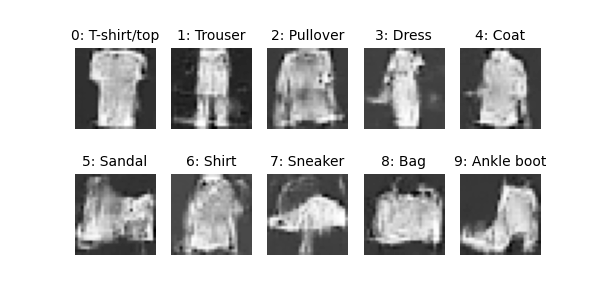 0: T-shirt/top 1: Trouser 2: Pullover 3: Dress 4: Coat
5: Sandal 6: Shirt 7: Sneaker 8: Bag 9: Ankle boot